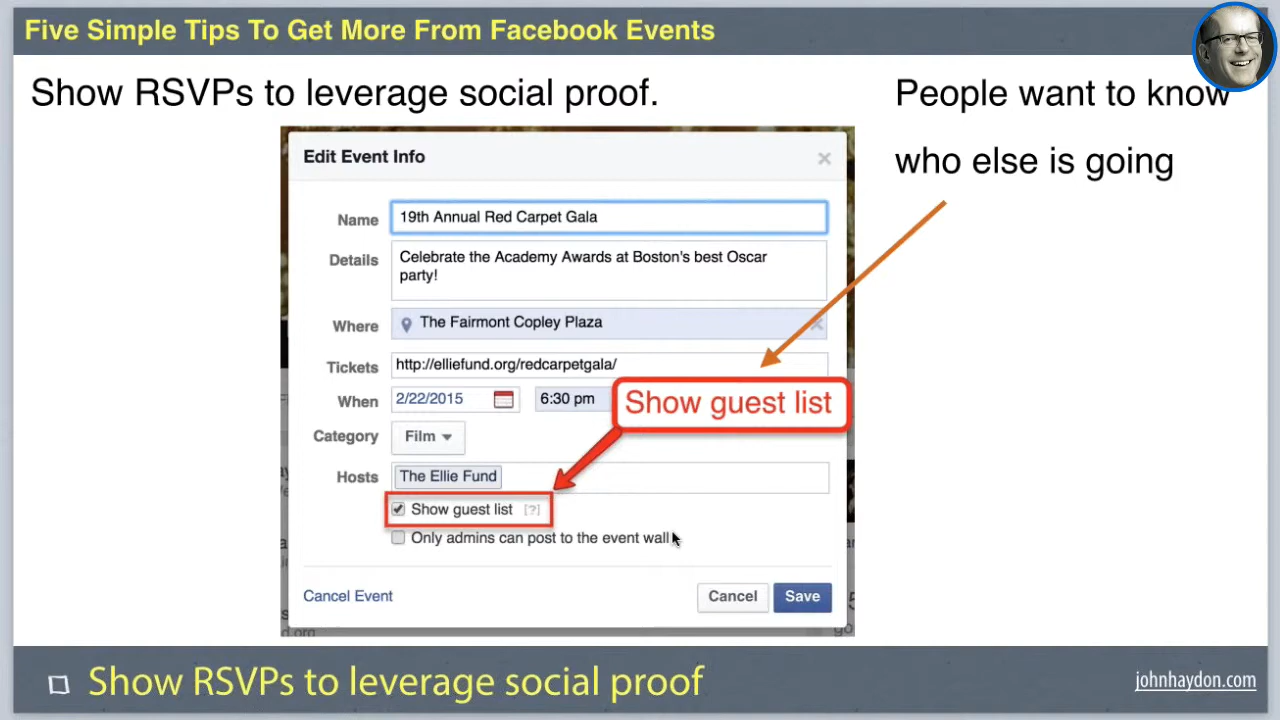 Five Simple Tips To Get More From Facebook Events
Show RSVPs to leverage social proof.
People want to know
who else is going
Edit Event Info
Name
19th Annual Red Carpet Gala
Details
Celebrate the Academy Awards at Boston's best Oscar
party!
Where
The Fairmont Copley Plaza
Tickets
http://elliefund.org/redcarpetgala/
When
2/22/2015
6:30 pm
Show guest list
Category
Film
Hosts
The Ellie Fund
Show guest list [?]
Only admins can post to the event wall
Cancel Event
Cancel
Save
Show RSVPs to leverage social proof
johnhaydon.com